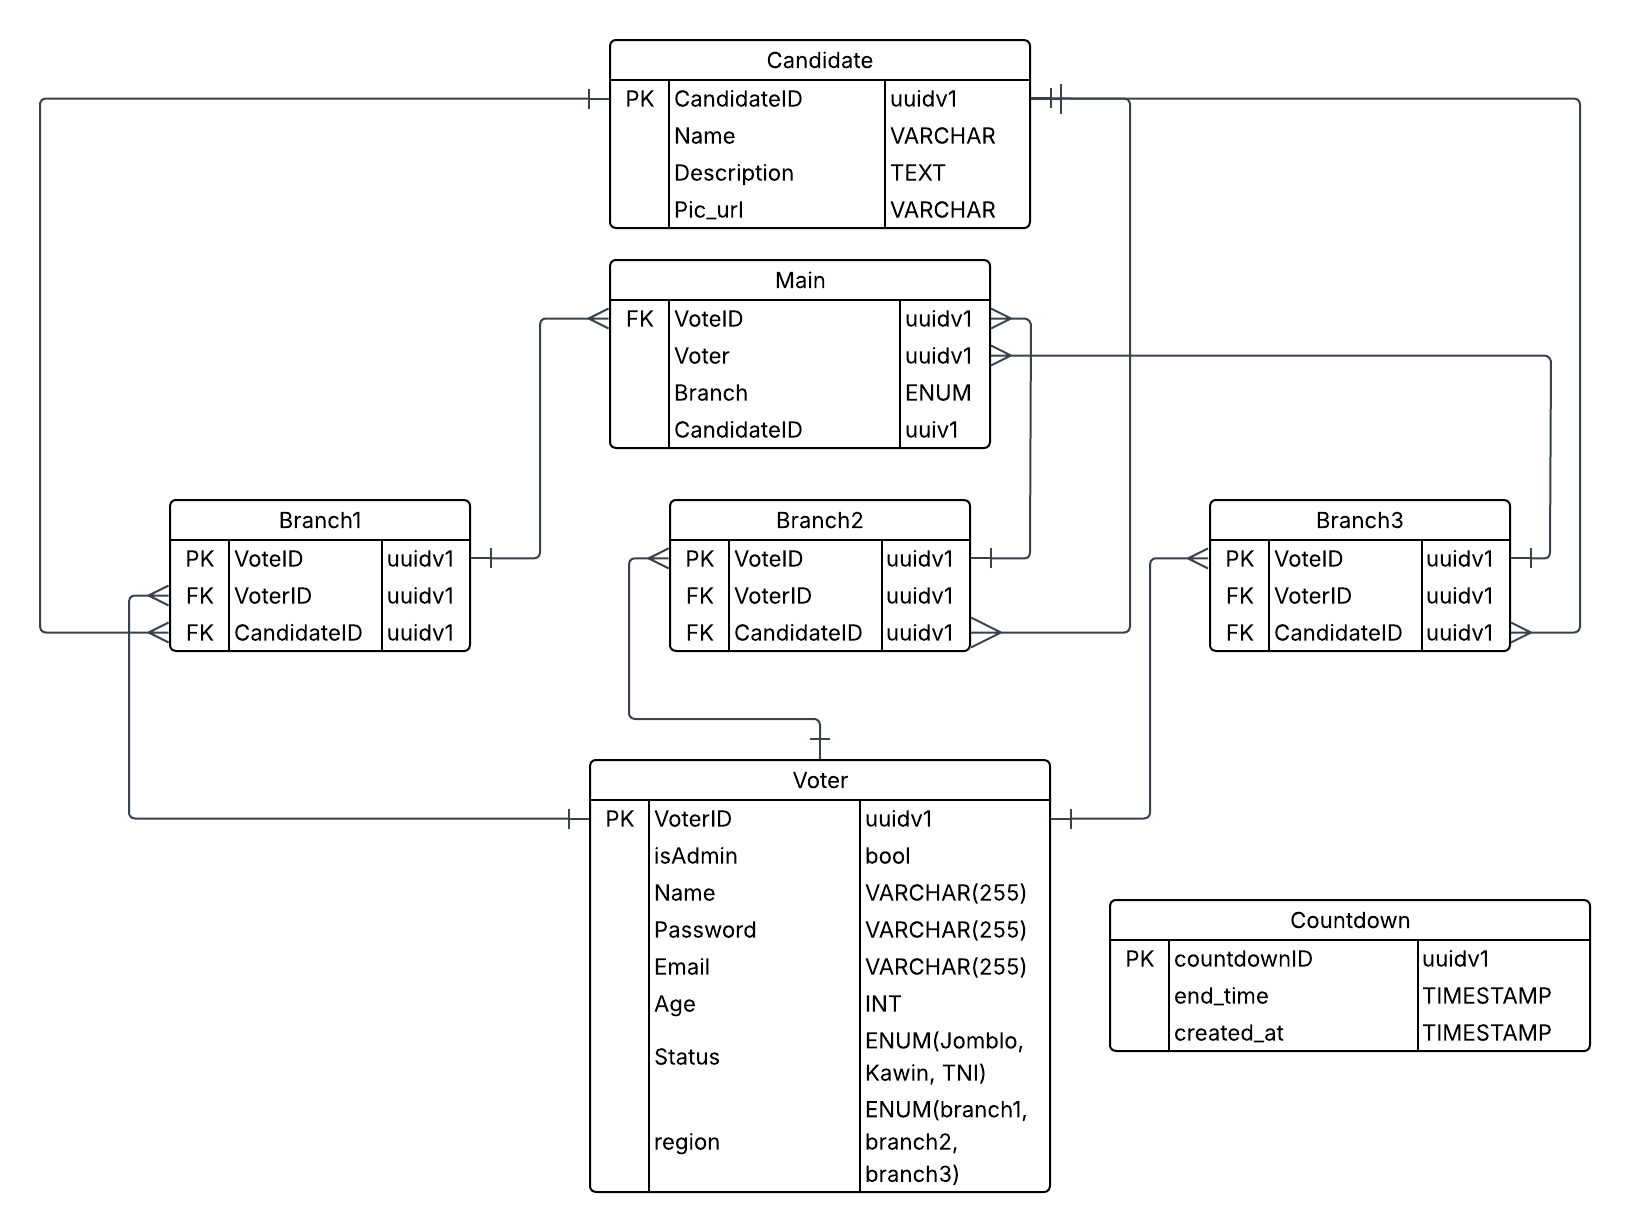 Candidate
PK CandidateID uuidv1
Name VARCHAR
Description TEXT
Pic_url VARCHAR
Main
FK VoteID uuidv1
Voter uuidv1
Branch ENUM
CandidateID uuiv1
Branch1
PK VoteID uuidv1
FK VoterID uuidv1
FK CandidateID uuidv1
Branch2
PK VoteID uuidv1
FK VoterID uuidv1
FK CandidateID uuidv1
Branch3
PK VoteID uuidv1
FK VoterID uuidv1
FK CandidateID uuidv1
Voter
PK VoterID uuidv1
isAdmin bool
Name VARCHAR(255)
Password VARCHAR(255)
Email VARCHAR(255)
Age INT
Status ENUM(Jomblo,
Kawin, TNI)
region ENUM(branch1,
branch2,
branch3)
Countdown
PK countdownID uuidv1
end_time TIMESTAMP
created_at TIMESTAMP